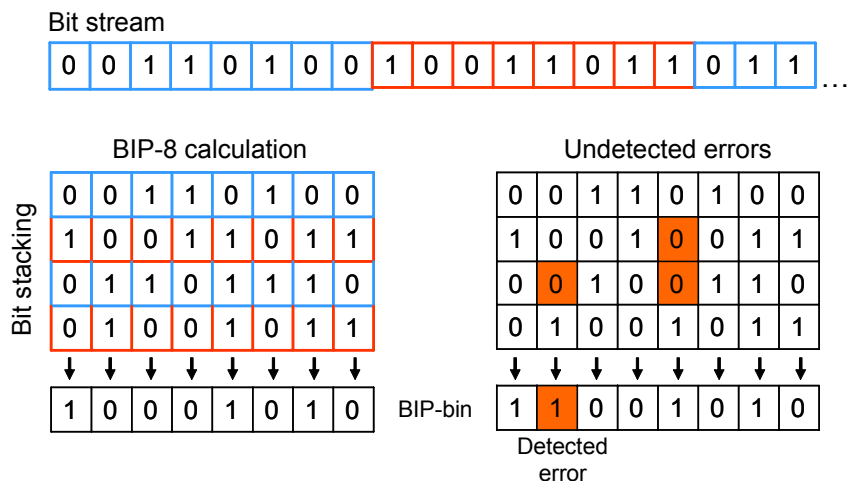 Bit stream
0 0 1 1 0 1 0 0 1 0 0 1 1 0 1 1 0 1 1 ...
BIP-8 calculation
Bit stacking
0 0 1 1 0 1 0 0
1 0 0 1 1 0 1 1
0 1 1 0 1 1 1 0
0 1 0 0 1 0 1 1
1 0 0 0 1 0 1 0
BIP-bin
Undetected errors
0 0 1 1 0 1 0 0
1 0 0 1 0 0 1 1
0 0 1 0 0 1 1 0
0 1 0 0 1 0 1 1
1 1 0 0 1 0 1 0
Detected
error